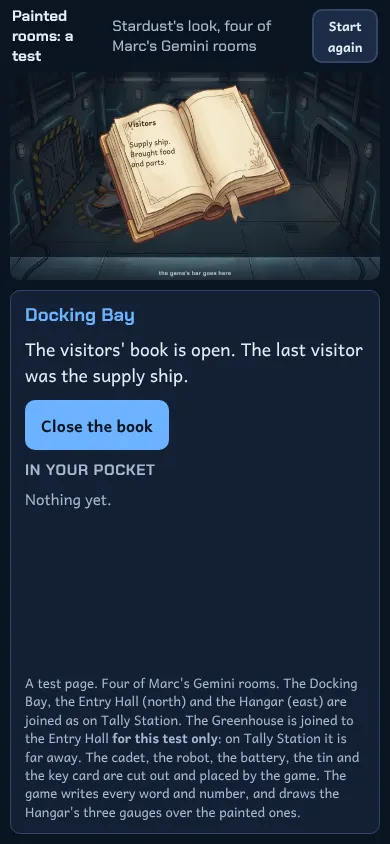 Painted
rooms: a
test
Stardust's look, four of
Marc's Gemini rooms
Start
again
Visitors
Supply ship.
Brought food
and parts.
the game's bar goes here
Docking Bay
The visitors' book is open. The last visitor
was the supply ship.
Close the book
IN YOUR POCKET
Nothing yet.
A test page. Four of Marc's Gemini rooms. The Docking
Bay, the Entry Hall (north) and the Hangar (east) are
joined as on Tally Station. The Greenhouse is joined to
the Entry Hall for this test only: on Tally Station it is
far away. The cadet, the robot, the battery, the tin and
the key card are cut out and placed by the game. The
game writes every word and number, and draws the
Hangar's three gauges over the painted ones.